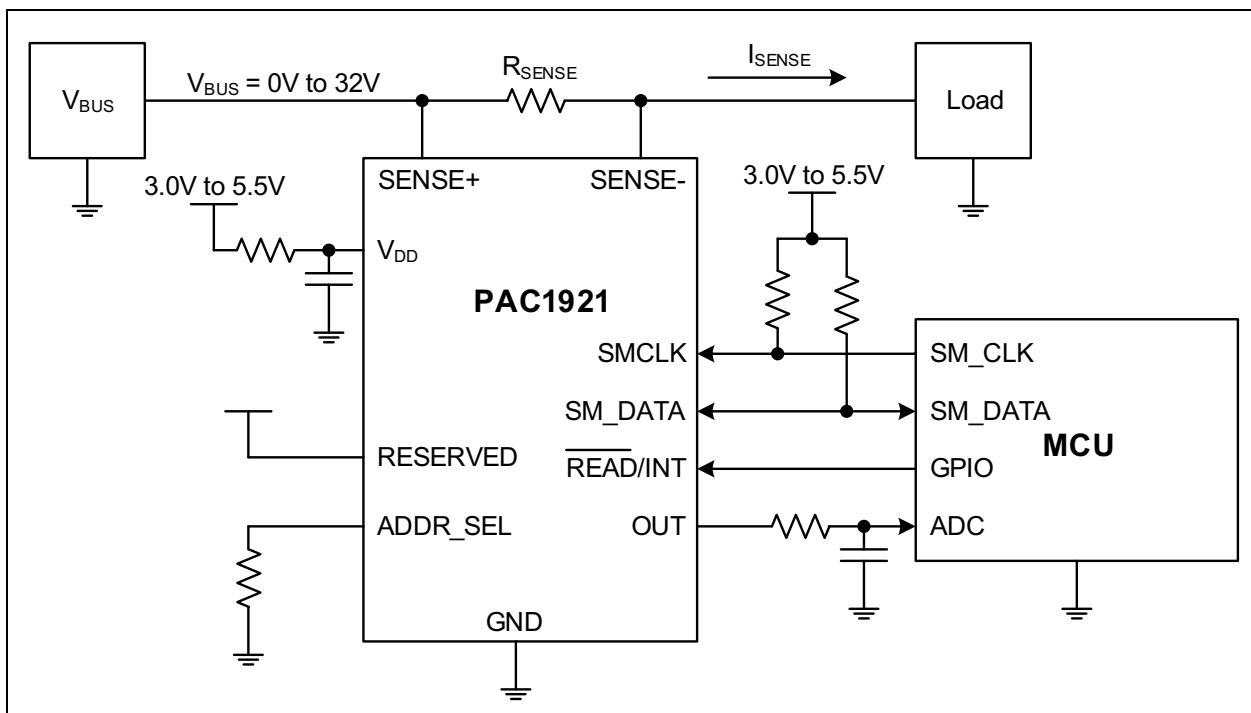 V_BUS
V_BUS = 0V to 32V
R_SENSE
I_SENSE
Load
SENSE+
SENSE-
3.0V to 5.5V
3.0V to 5.5V
V_DD
PAC1921
SMCLK
SM_CLK
SM_DATA
SM_DATA
MCU
RESERVED
READ/INT
GPIO
ADDR_SEL
OUT
ADC
GND